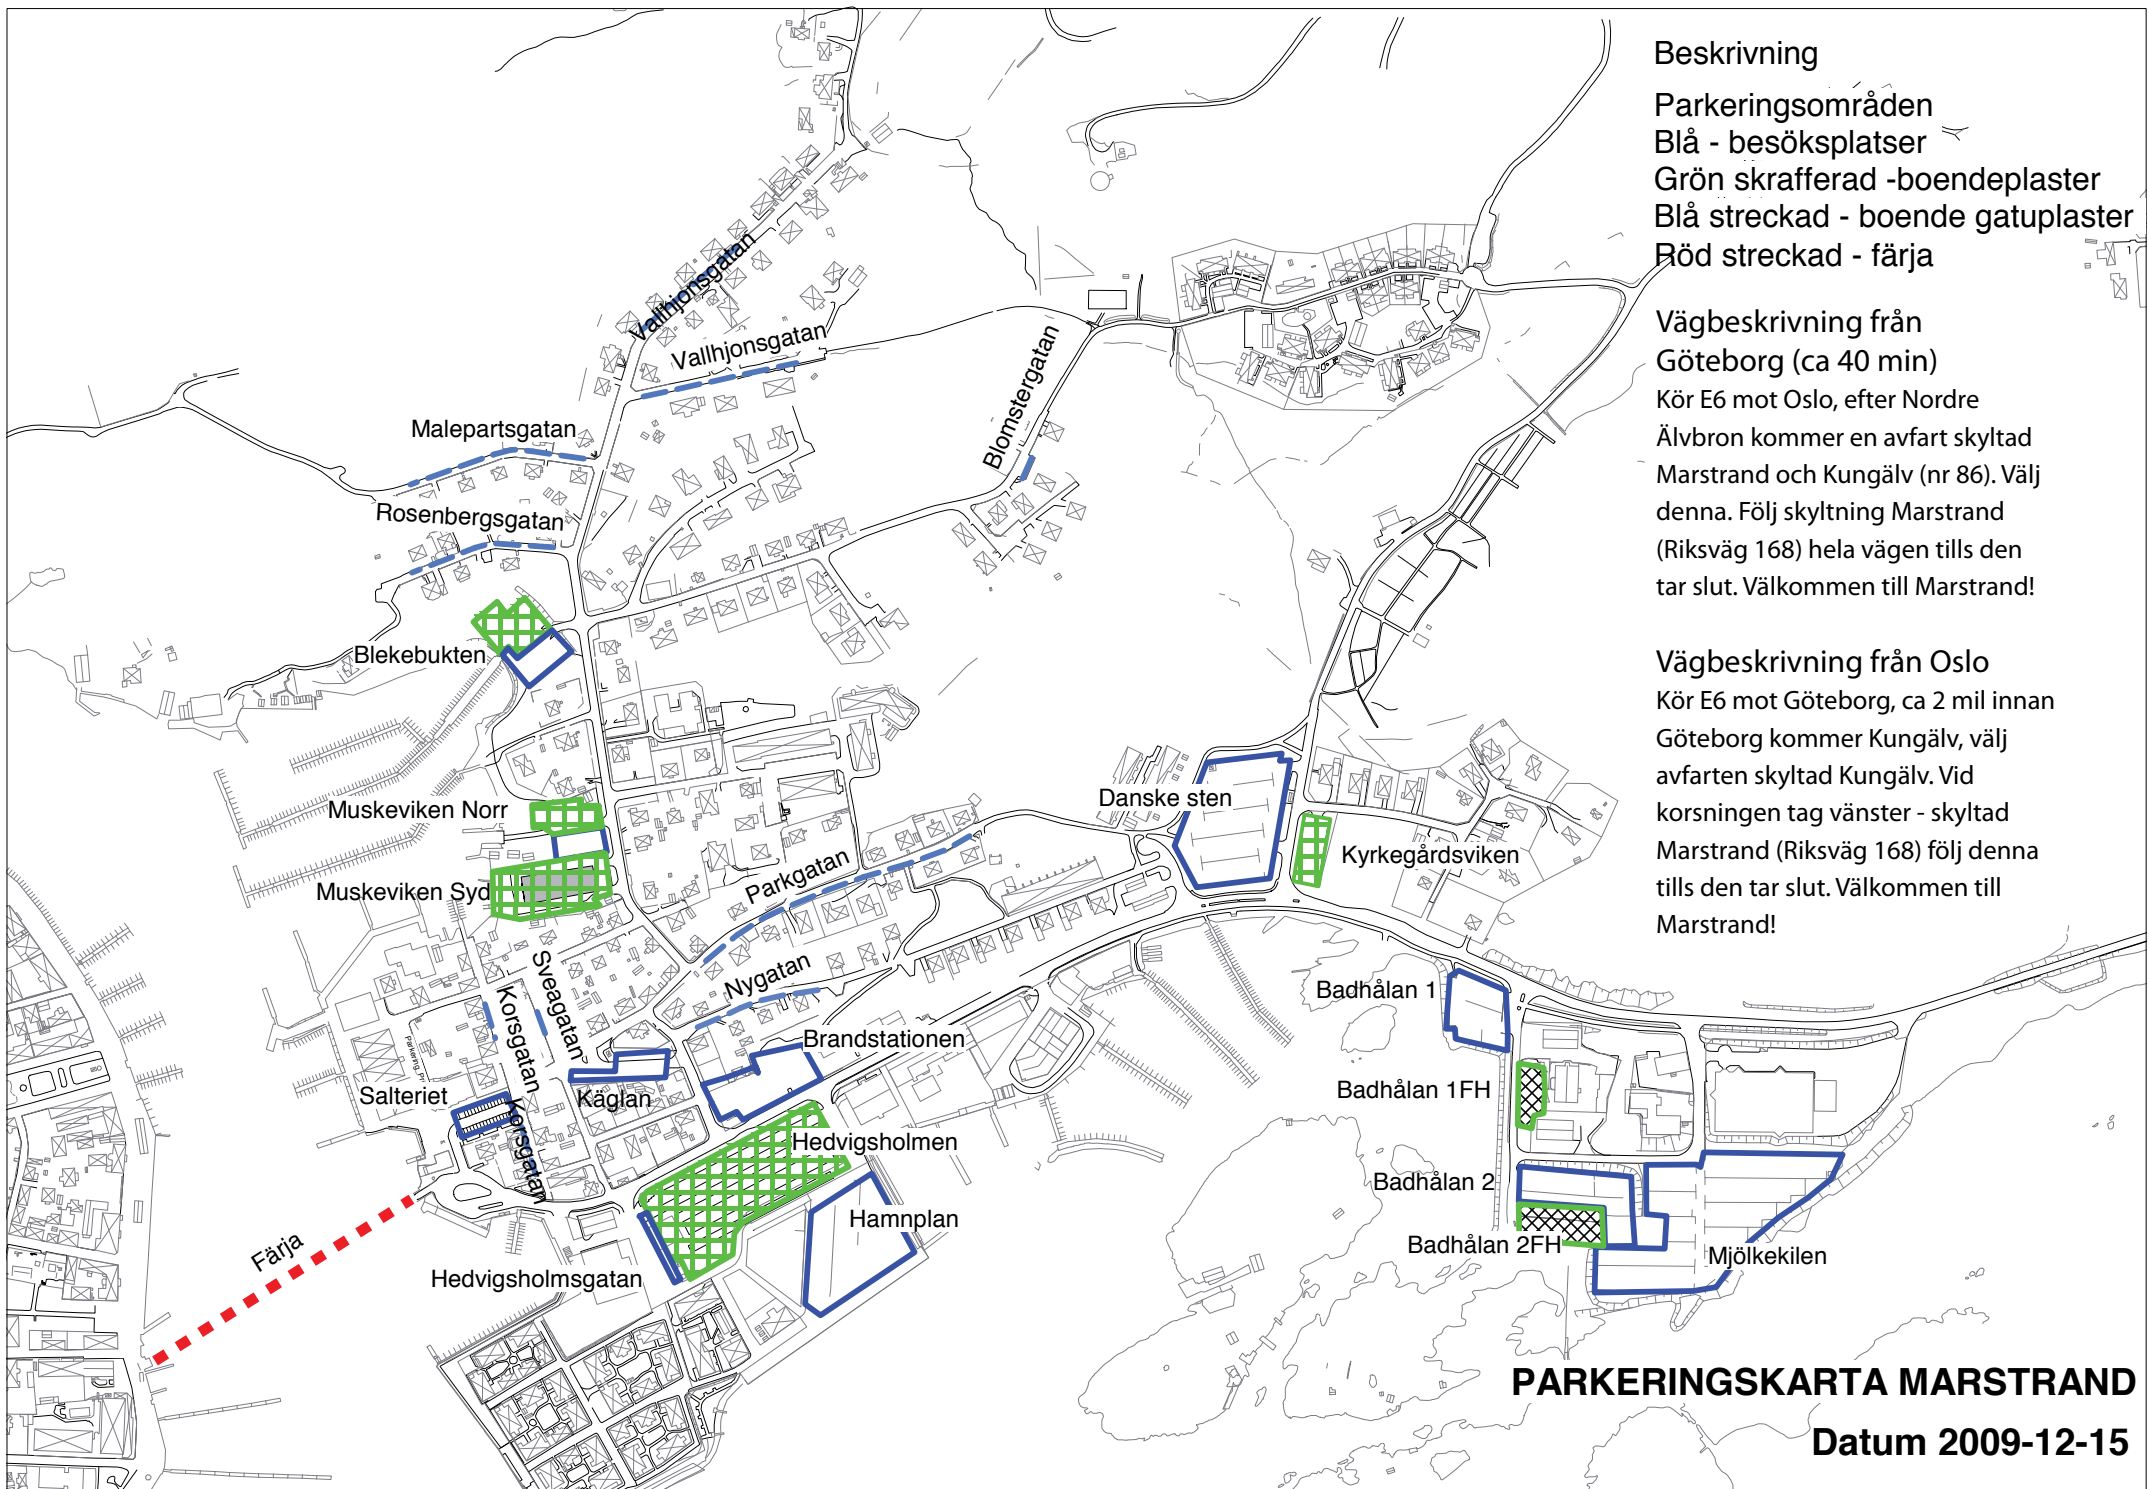 Beskrivning
Parkeringsområden
Blå - besöksplatser
Grön skrafferad -boendeplaster
Blå streckad - boende gatuplaster
Röd streckad - färja
Vägbeskrivning från
Göteborg (ca 40 min)
Kör E6 mot Oslo, efter Nordre
Älvbron kommer en avfart skyltad
Marstrand och Kungälv (nr 86). Välj
denna. Följ skyltning Marstrand
(Riksväg 168) hela vägen tills den
tar slut. Välkommen till Marstrand!
Vägbeskrivning från Oslo
Kör E6 mot Göteborg, ca 2 mil innan
Göteborg kommer Kungälv, välj
avfarten skyltad Kungälv. Vid
korsningen tag vänster - skyltad
Marstrand (Riksväg 168) följ denna
tills den tar slut. Välkommen till
Marstrand!
Vallhjonsgatan
Vallhjonsgatan
Blomstergatan
Malepartsgatan
Rosenbergsgatan
Blekebukten
Muskeviken Norr
Danske sten
Kyrkegårdsviken
Muskeviken Syd
Parkgatan
Nygatan
Sveagatan
Korsgatan
Badhålan 1
Brandstationen
Salteriet
Käglan
Korsgatan
Badhålan 1FH
Hedvigsholmen
Badhålan 2
Hamnplan
Färja
Badhålan 2FH
Mjölkekilen
Hedvigsholmsgatan
PARKERINGSKARTA MARSTRAND
Datum 2009-12-15